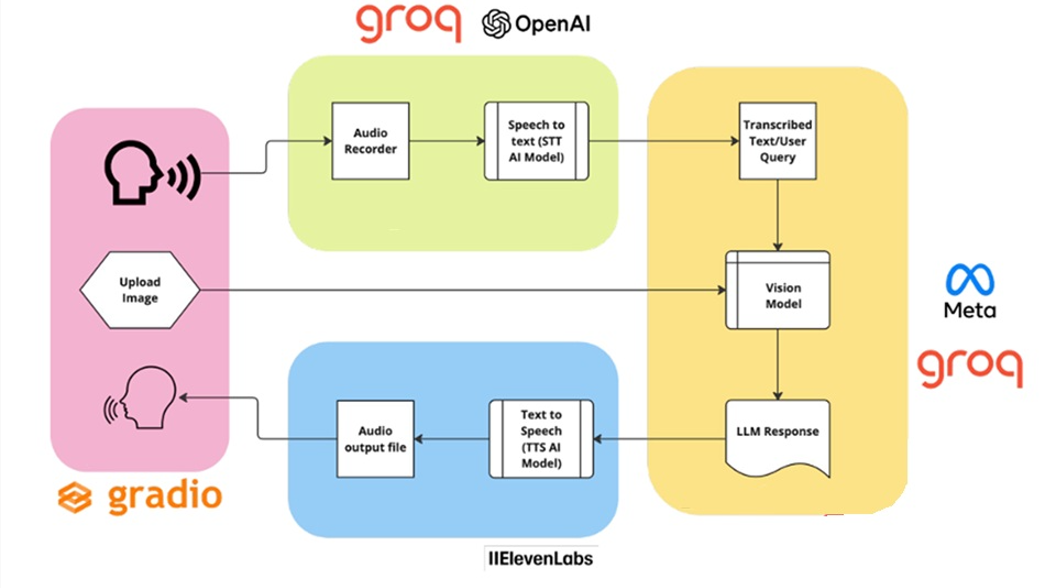 groq OpenAI
Audio
Recorder
Speech to
text (STT
AI Model)
Transcribed
Text/User
Query
Upload
Image
Vision
Model
Meta
groq
Audio
output file
Text to
Speech
(TTS AI
Model)
LLM Response
gradio
IIElevenLabs